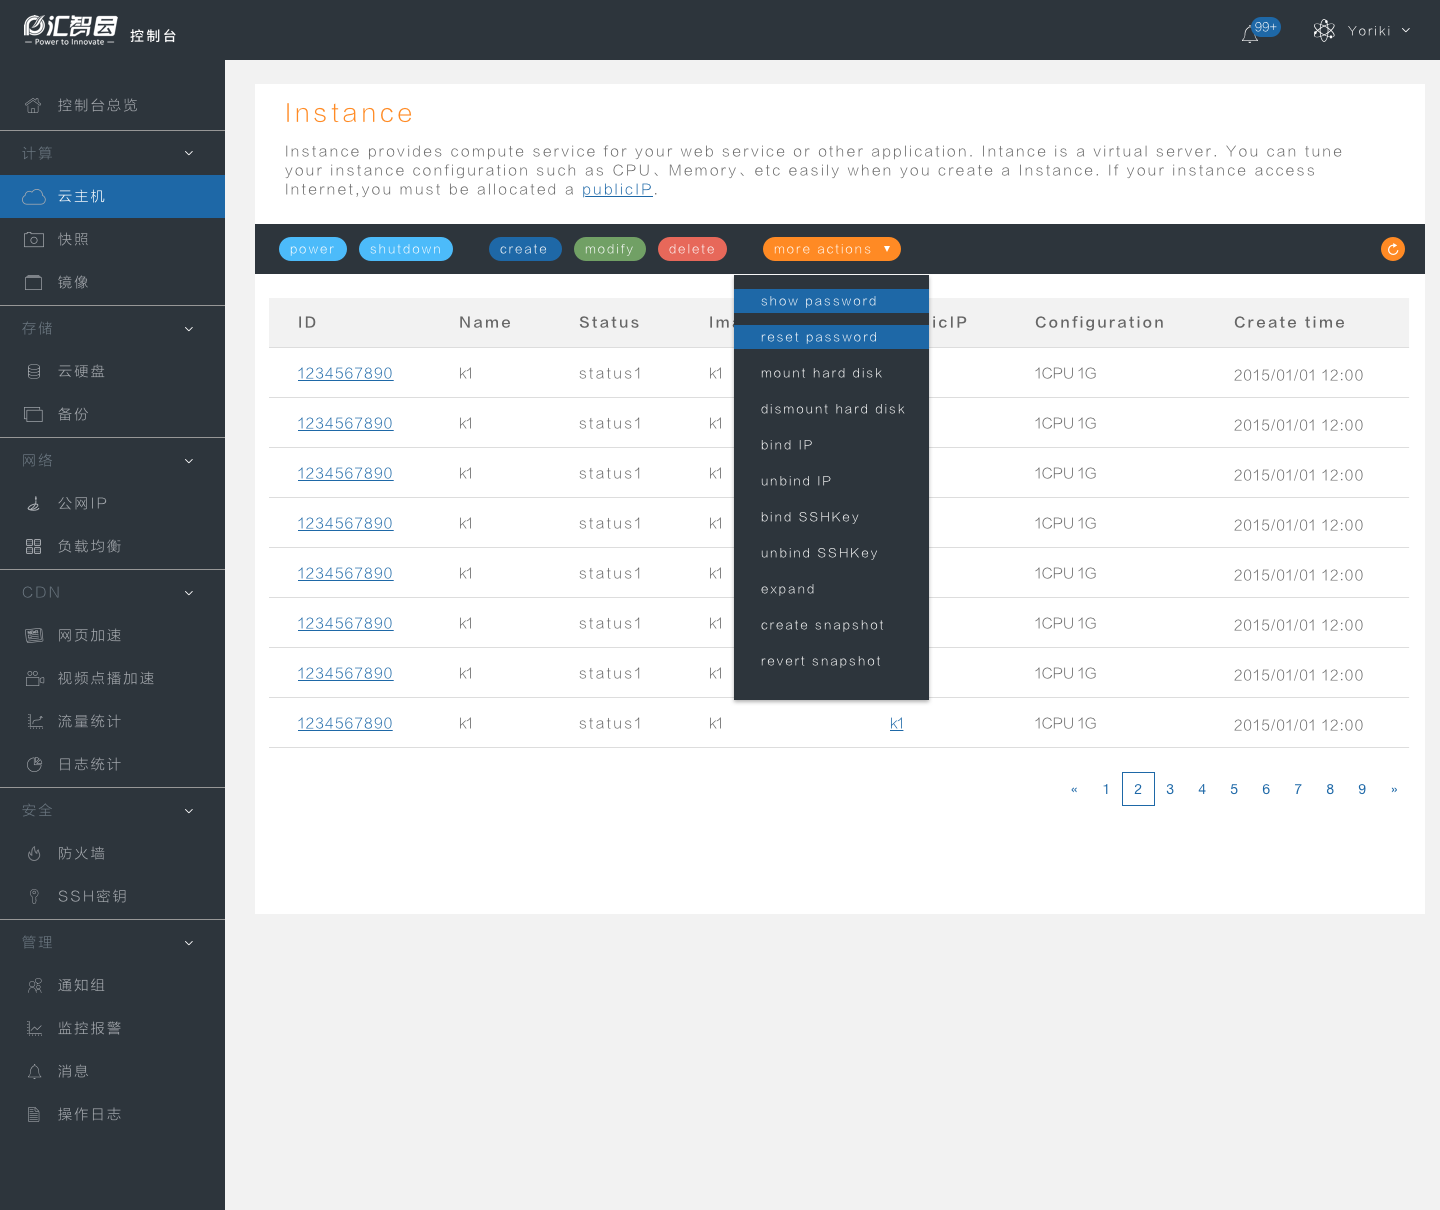 汇智云
Power to Innovate
控制台
99+
Yoriki
控制台总览
计算
云主机
快照
镜像
存储
云硬盘
备份
网络
公网IP
负载均衡
CDN
网页加速
视频点播加速
流量统计
日志统计
安全
防火墙
SSH密钥
管理
通知组
监控报警
消息
操作日志
Instance
Instance provides compute service for your web service or other application. Intance is a virtual server. You can tune
your instance configuration such as CPU、Memory、etc easily when you create a Instance. If your instance access
Internet,you must be allocated a publicIP.
power shutdown create modify delete more actions
show password
reset password
mount hard disk
dismount hard disk
bind IP
unbind IP
bind SSHKey
unbind SSHKey
expand
create snapshot
revert snapshot
ID Name Status Im icIP Configuration Create time
1234567890 k1 status1 k1 1CPU 1G 2015/01/01 12:00
1234567890 k1 status1 k1 1CPU 1G 2015/01/01 12:00
1234567890 k1 status1 k1 1CPU 1G 2015/01/01 12:00
1234567890 k1 status1 k1 1CPU 1G 2015/01/01 12:00
1234567890 k1 status1 k1 1CPU 1G 2015/01/01 12:00
1234567890 k1 status1 k1 1CPU 1G 2015/01/01 12:00
1234567890 k1 status1 k1 1CPU 1G 2015/01/01 12:00
1234567890 k1 status1 k1 k1 1CPU 1G 2015/01/01 12:00
« 1 2 3 4 5 6 7 8 9 »